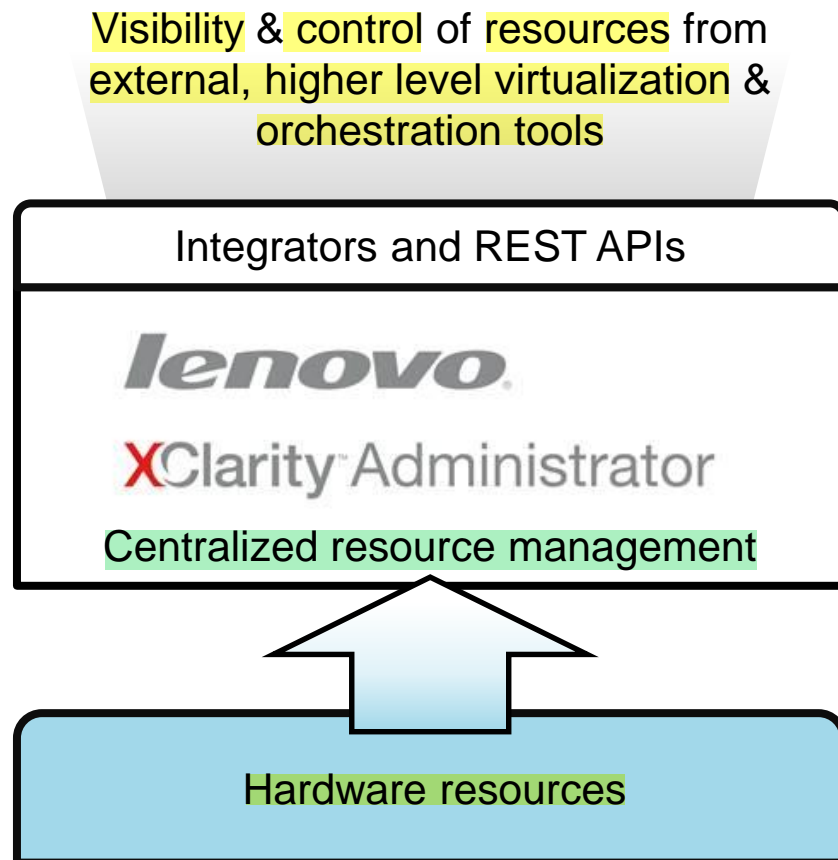 Visibility & control of resources from
external, higher level virtualization &
orchestration tools
Integrators and REST APIs
lenovo.
XClarity™ Administrator
Centralized resource management
Hardware resources